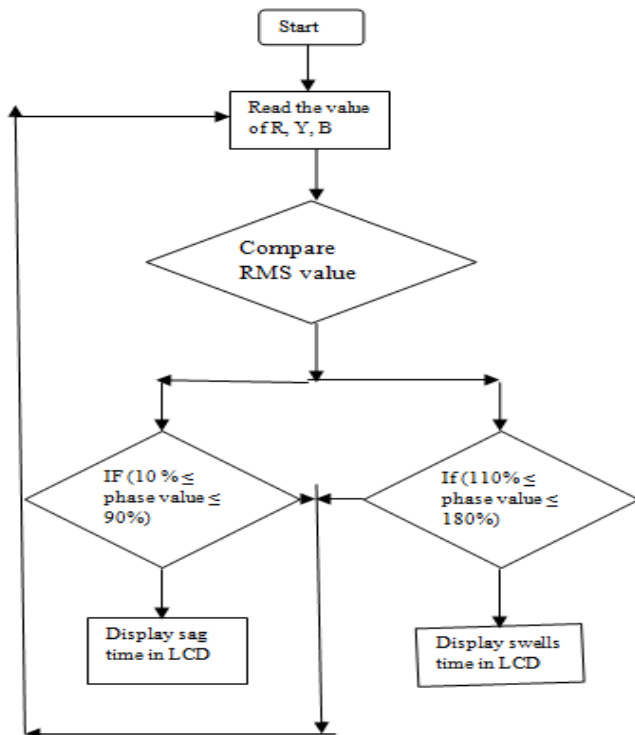 Start
Read the value
of R, Y, B
Compare
RMS value
IF (10 % ≤
phase value ≤
90%)
If (110% ≤
phase value ≤
180%)
Display sag
time in LCD
Display swells
time in LCD